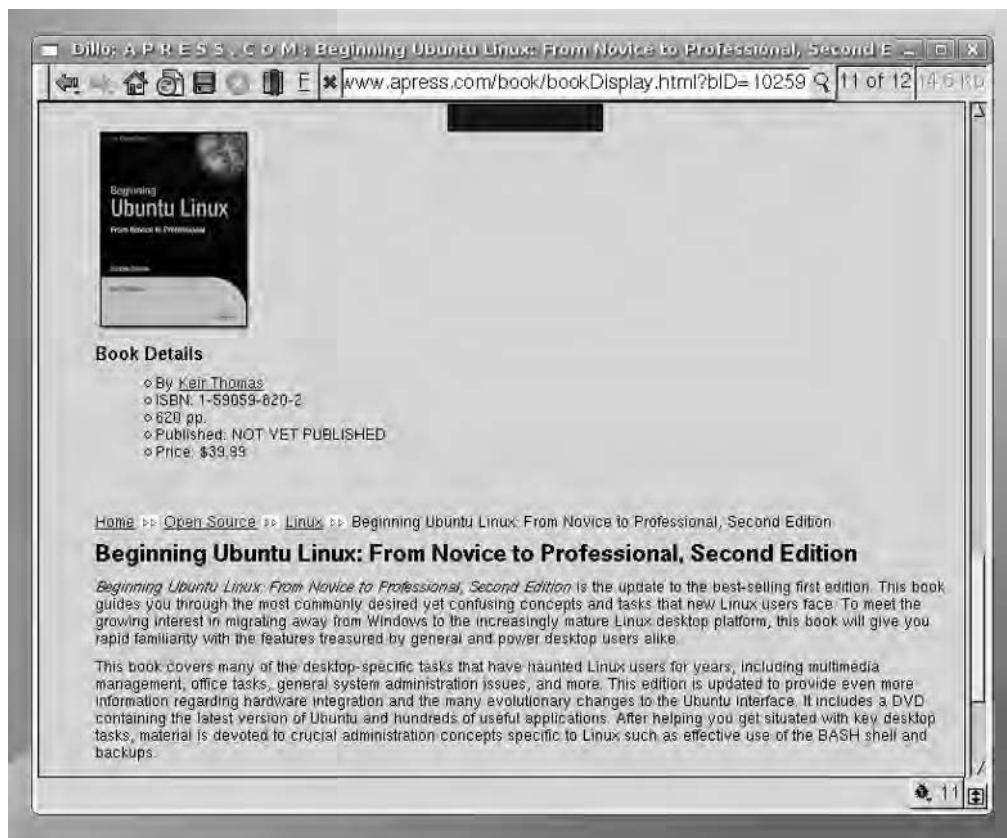 Dillo: A P R E S S . C O M : Beginning Ubuntu Linux: From Novice to Professional, Second E
E
www.apress.com/book/bookDisplay.html?bID=10259
11 of 12
14.6 Kb
Beginning
Ubuntu Linux
From Novice to Professional
Book Details
By Keir Thomas
ISBN: 1-59059-820-2
620 pp.
Published: NOT YET PUBLISHED
Price: $39.99
Home Open Source Linux Beginning Ubuntu Linux: From Novice to Professional, Second Edition
Beginning Ubuntu Linux: From Novice to Professional, Second Edition
Beginning Ubuntu Linux: From Novice to Professional, Second Edition is the update to the best-selling first edition. This book
guides you through the most commonly desired yet confusing concepts and tasks that new Linux users face. To meet the
growing interest in migrating away from Windows to the increasingly mature Linux desktop platform, this book will give you
rapid familiarity with the features treasured by general and power desktop users alike.
This book covers many of the desktop-specific tasks that have haunted Linux users for years, including multimedia
management, office tasks, general system administration issues, and more. This edition is updated to provide even more
information regarding hardware integration and the many evolutionary changes to the Ubuntu interface. It includes a DVD
containing the latest version of Ubuntu and hundreds of useful applications. After helping you get situated with key desktop
tasks, material is devoted to crucial administration concepts specific to Linux such as effective use of the BASH shell and
backups.
11